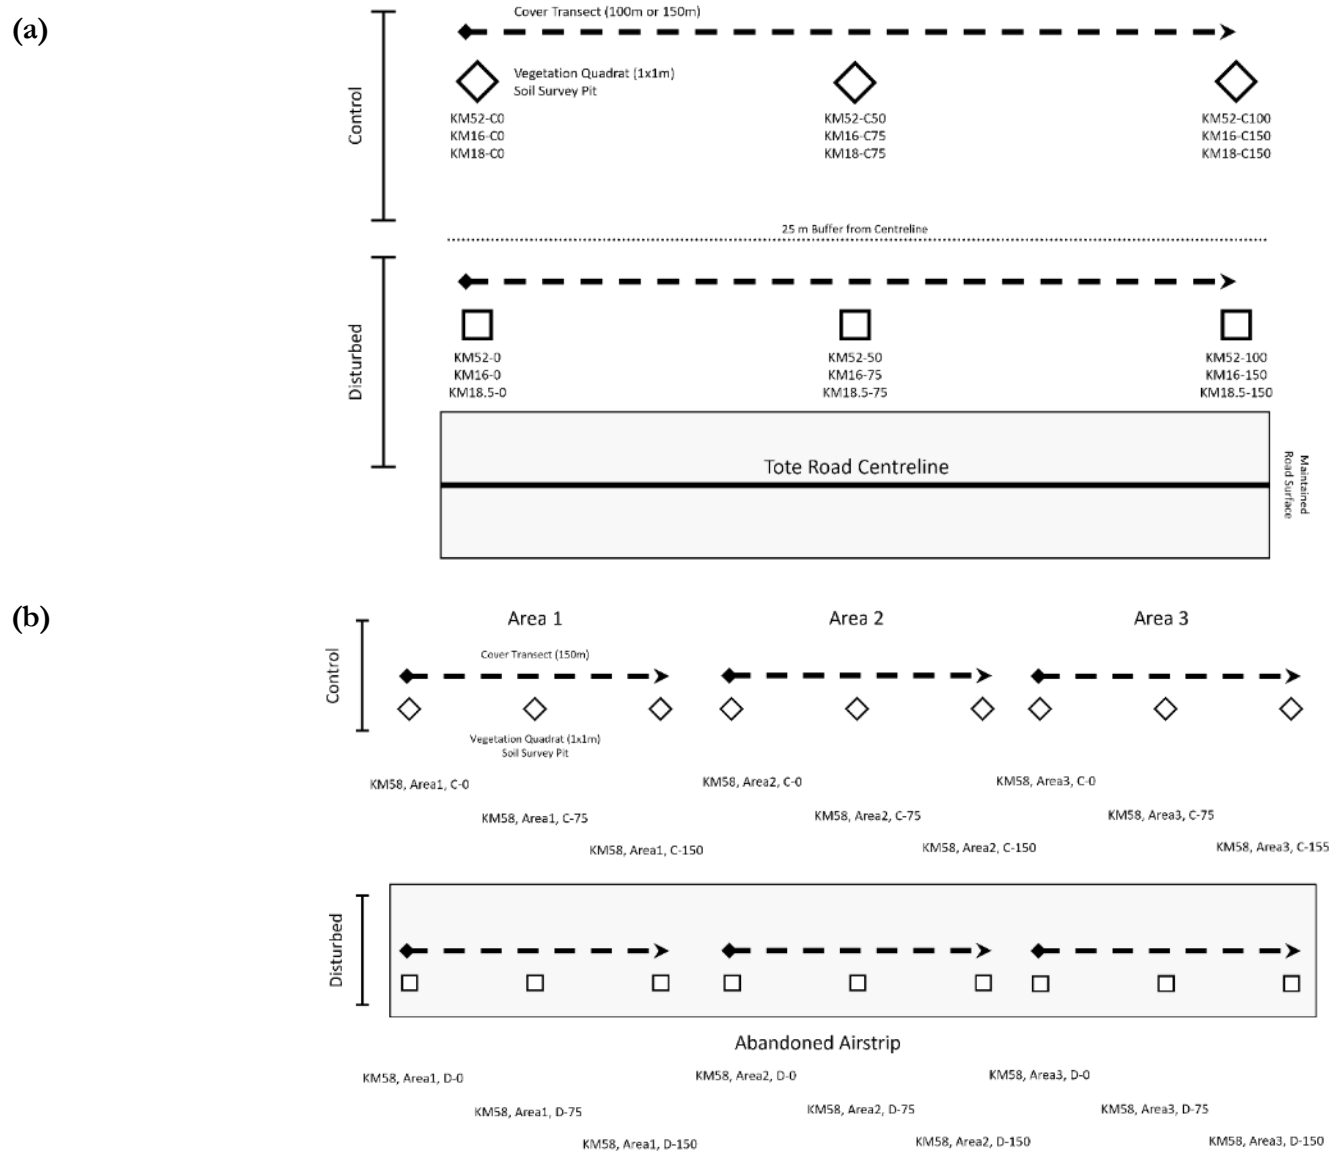 (a)
Cover Transect (100m or 150m)
Control
Vegetation Quadrat (1x1m)
Soil Survey Pit
KM52-C0
KM16-C0
KM18-C0
KM52-C50
KM16-C75
KM18-C75
KM52-C100
KM16-C150
KM18-C150
25 m Buffer from Centreline
Disturbed
KM52-0
KM16-0
KM18.5-0
KM52-50
KM16-75
KM18.5-75
KM52-100
KM16-150
KM18.5-150
Tote Road Centreline
Maintained
Road Surface
(b)
Area 1
Area 2
Area 3
Control
Cover Transect (150m)
Vegetation Quadrat (1x1m)
Soil Survey Pit
KM58, Area1, C-0
KM58, Area1, C-75
KM58, Area1, C-150
KM58, Area2, C-0
KM58, Area2, C-75
KM58, Area2, C-150
KM58, Area3, C-0
KM58, Area3, C-75
KM58, Area3, C-155
Disturbed
Abandoned Airstrip
KM58, Area1, D-0
KM58, Area1, D-75
KM58, Area1, D-150
KM58, Area2, D-0
KM58, Area2, D-75
KM58, Area2, D-150
KM58, Area3, D-0
KM58, Area3, D-75
KM58, Area3, D-150